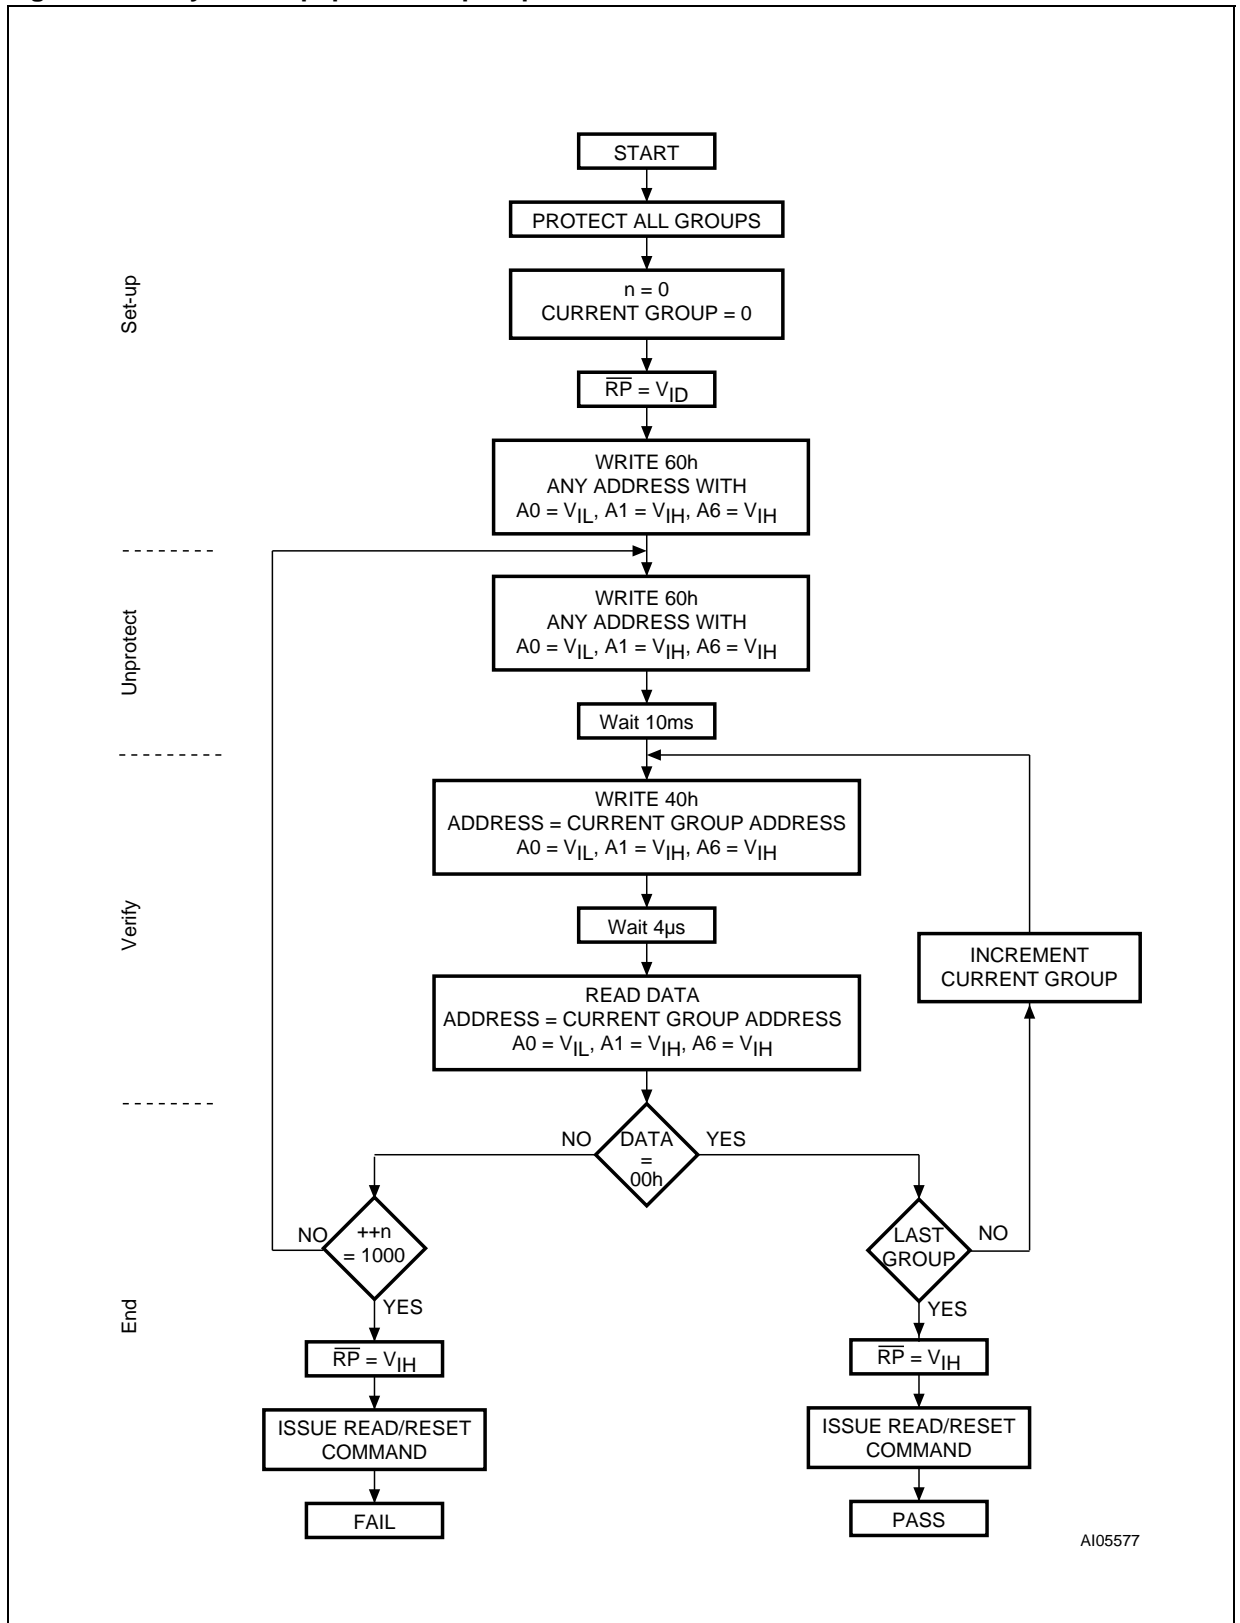 START
PROTECT ALL GROUPS
n = 0
CURRENT GROUP = 0
Set-up
RP = VID
WRITE 60h
ANY ADDRESS WITH
A0 = VIL, A1 = VIH, A6 = VIH
Unprotect
WRITE 60h
ANY ADDRESS WITH
A0 = VIL, A1 = VIH, A6 = VIH
Wait 10ms
Verify
WRITE 40h
ADDRESS = CURRENT GROUP ADDRESS
A0 = VIL, A1 = VIH, A6 = VIH
Wait 4µs
INCREMENT
CURRENT GROUP
READ DATA
ADDRESS = CURRENT GROUP ADDRESS
A0 = VIL, A1 = VIH, A6 = VIH
End
NO
DATA
=
00h
YES
NO
++n
= 1000
YES
LAST
GROUP
NO
YES
RP = VIH
RP = VIH
ISSUE READ/RESET
COMMAND
ISSUE READ/RESET
COMMAND
FAIL
PASS
AI05577